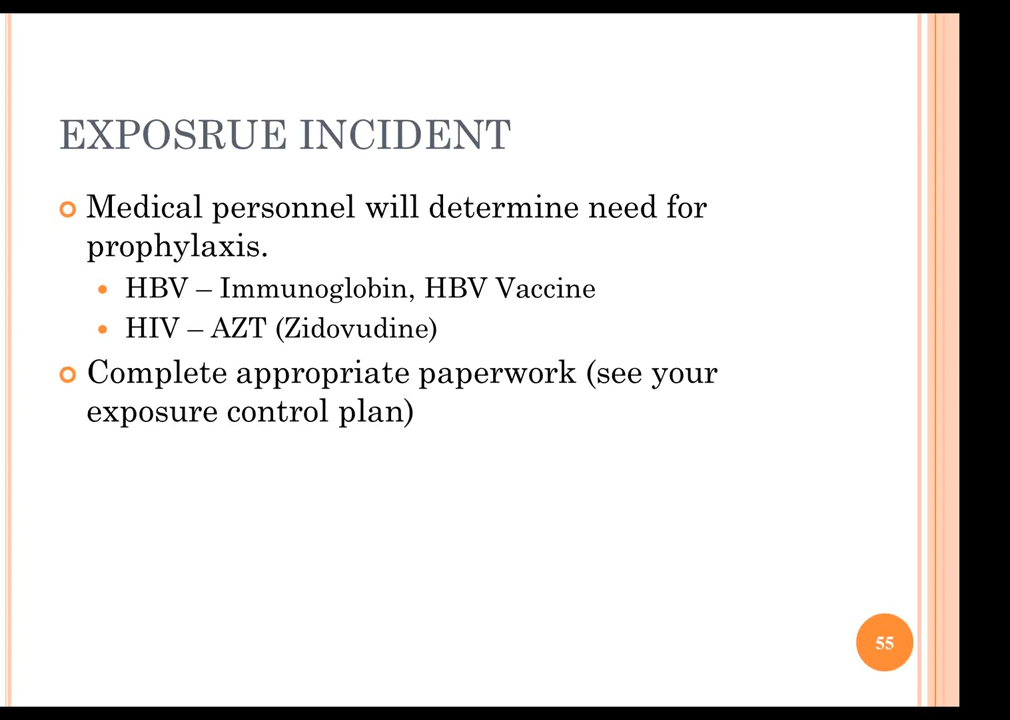 EXPOSRUE INCIDENT
Medical personnel will determine need for
prophylaxis.
HBV – Immunoglobin, HBV Vaccine
HIV – AZT (Zidovudine)
Complete appropriate paperwork (see your
exposure control plan)
55